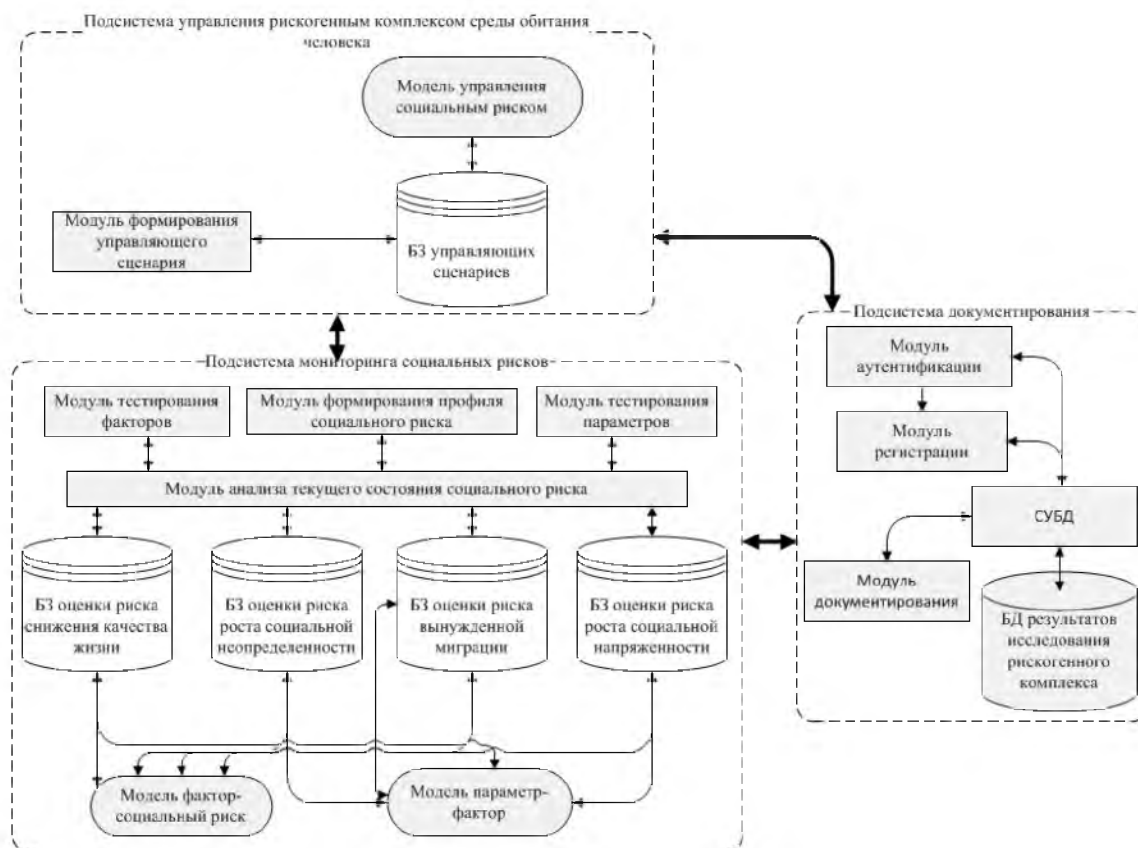 Подсистема управления рискогенным комплексом среды обитания
человека
Модель управления
социальным риском
Модуль формирования
управляющего
сценария
БЗ управляющих
сценариев
Подсистема документирования
Модуль
аутентификации
Модуль
регистрации
СУБД
Модуль
документирования
БД результатов
исследования
рискогенного
комплекса
Подсистема мониторинга социальных рисков
Модуль тестирования
факторов
Модуль формирования профиля
социального риска
Модуль тестирования
параметров
Модуль анализа текущего состояния социального риска
БЗ оценки риска
снижения качества
жизни
БЗ оценки риска
роста социальной
неопределенности
БЗ оценки риска
вынужденной
миграции
БЗ оценки риска
роста социальной
напряженности
Модель фактор-
социальный риск
Модель параметр-
фактор